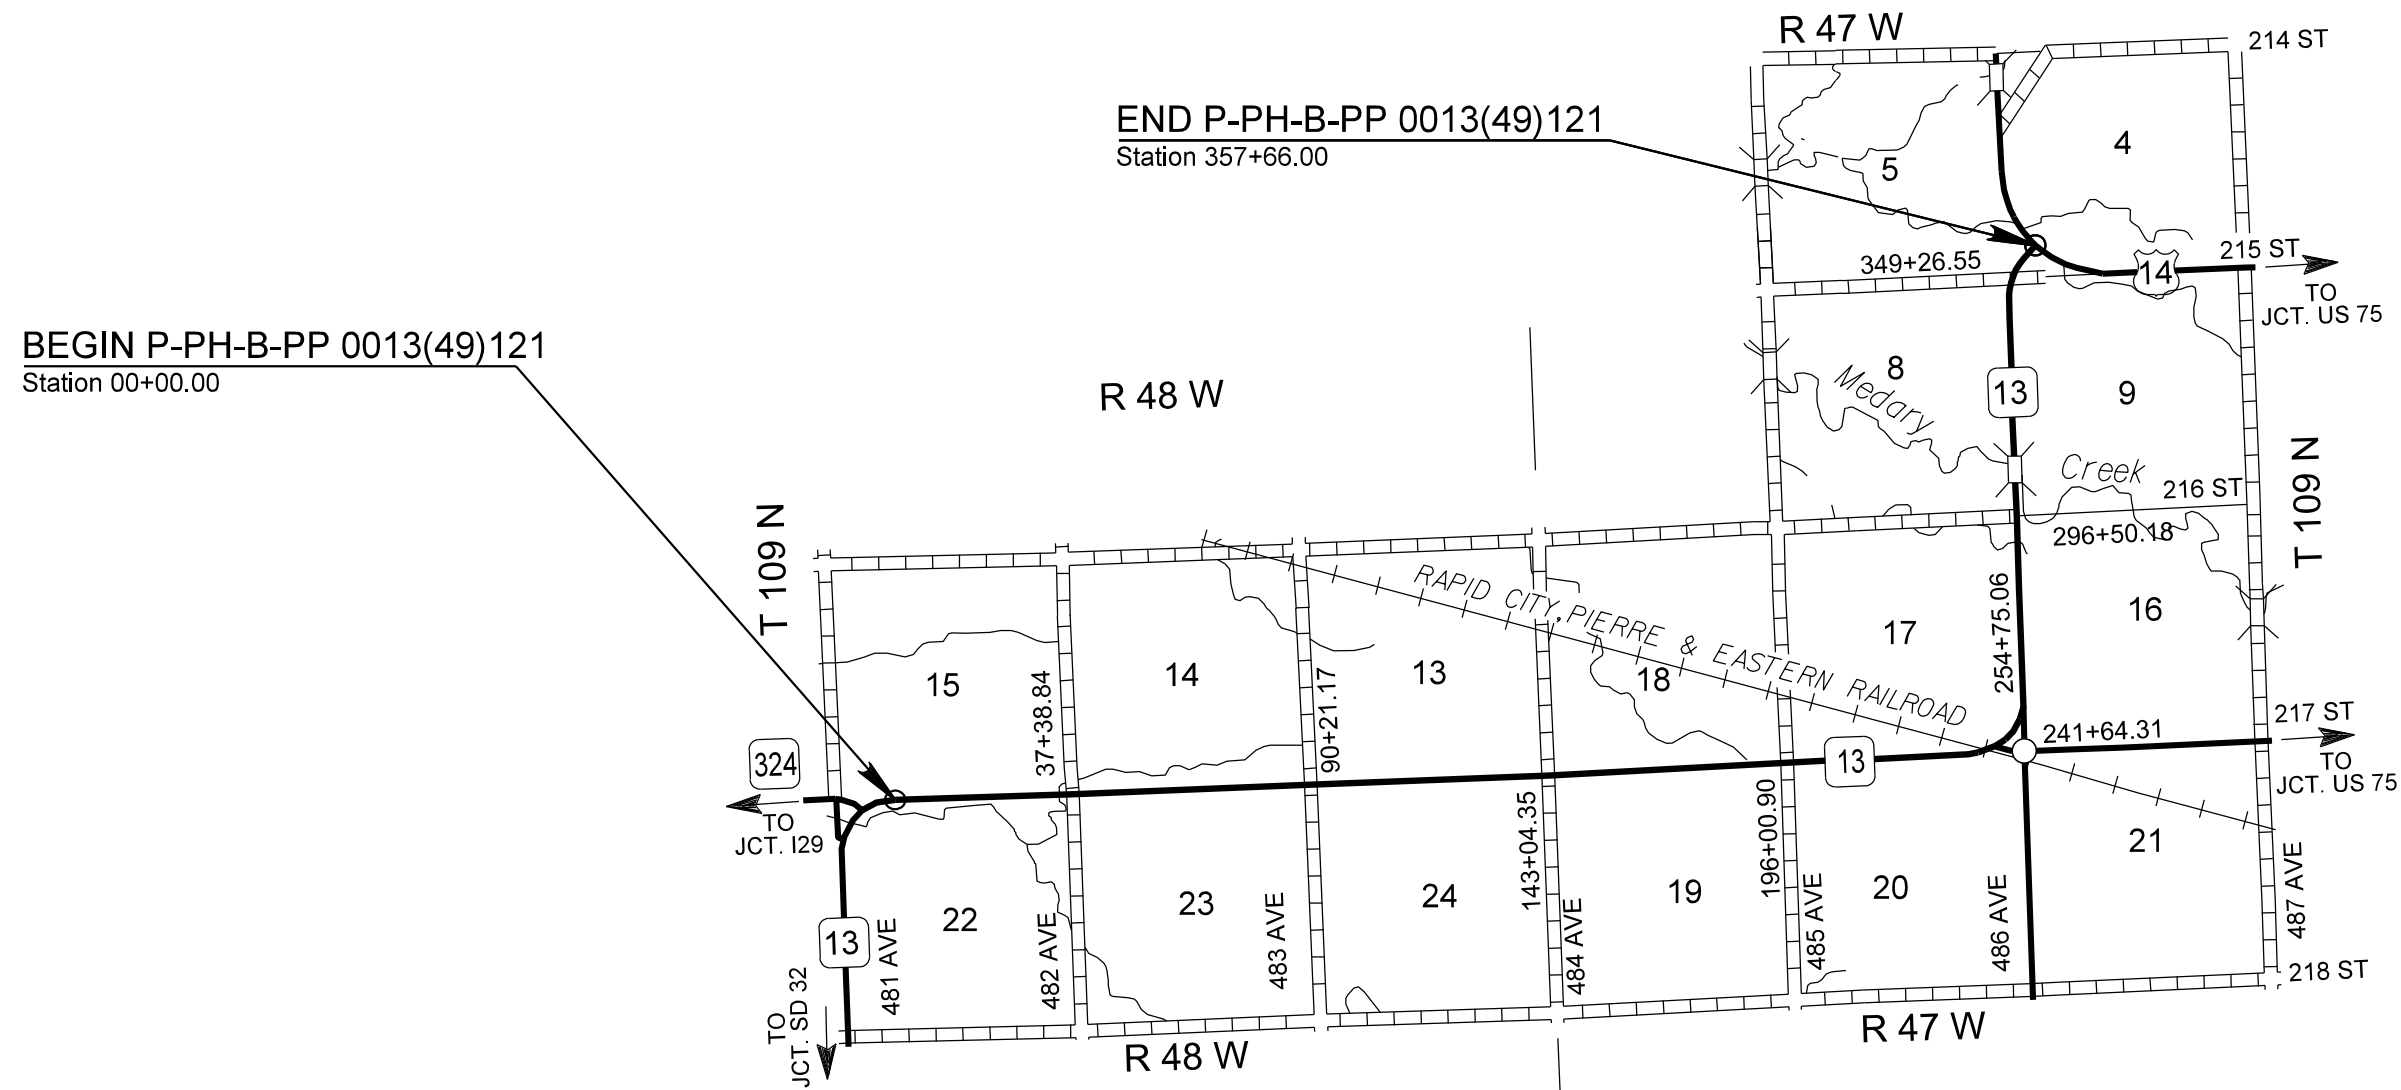 R 47 W
214 ST
END P-PH-B-PP 0013(49)121
Station 357+66.00
4
5
215 ST
349+26.55
14
TO
JCT. US 75
BEGIN P-PH-B-PP 0013(49)121
Station 00+00.00
R 48 W
8
Medary
13
9
Creek
216 ST
T 109 N
T 109 N
296+50.18
RAPID CITY, PIERRE & EASTERN RAILROAD
254+75.06
16
17
15
37+38.84
14
90+21.17
13
18
217 ST
241+64.31
324
13
TO
JCT. US 75
TO
JCT. I29
143+04.35
196+00.90
21
22
23
24
19
20
13
481 AVE
482 AVE
483 AVE
484 AVE
485 AVE
486 AVE
487 AVE
218 ST
TO
JCT. SD 32
R 48 W
R 47 W